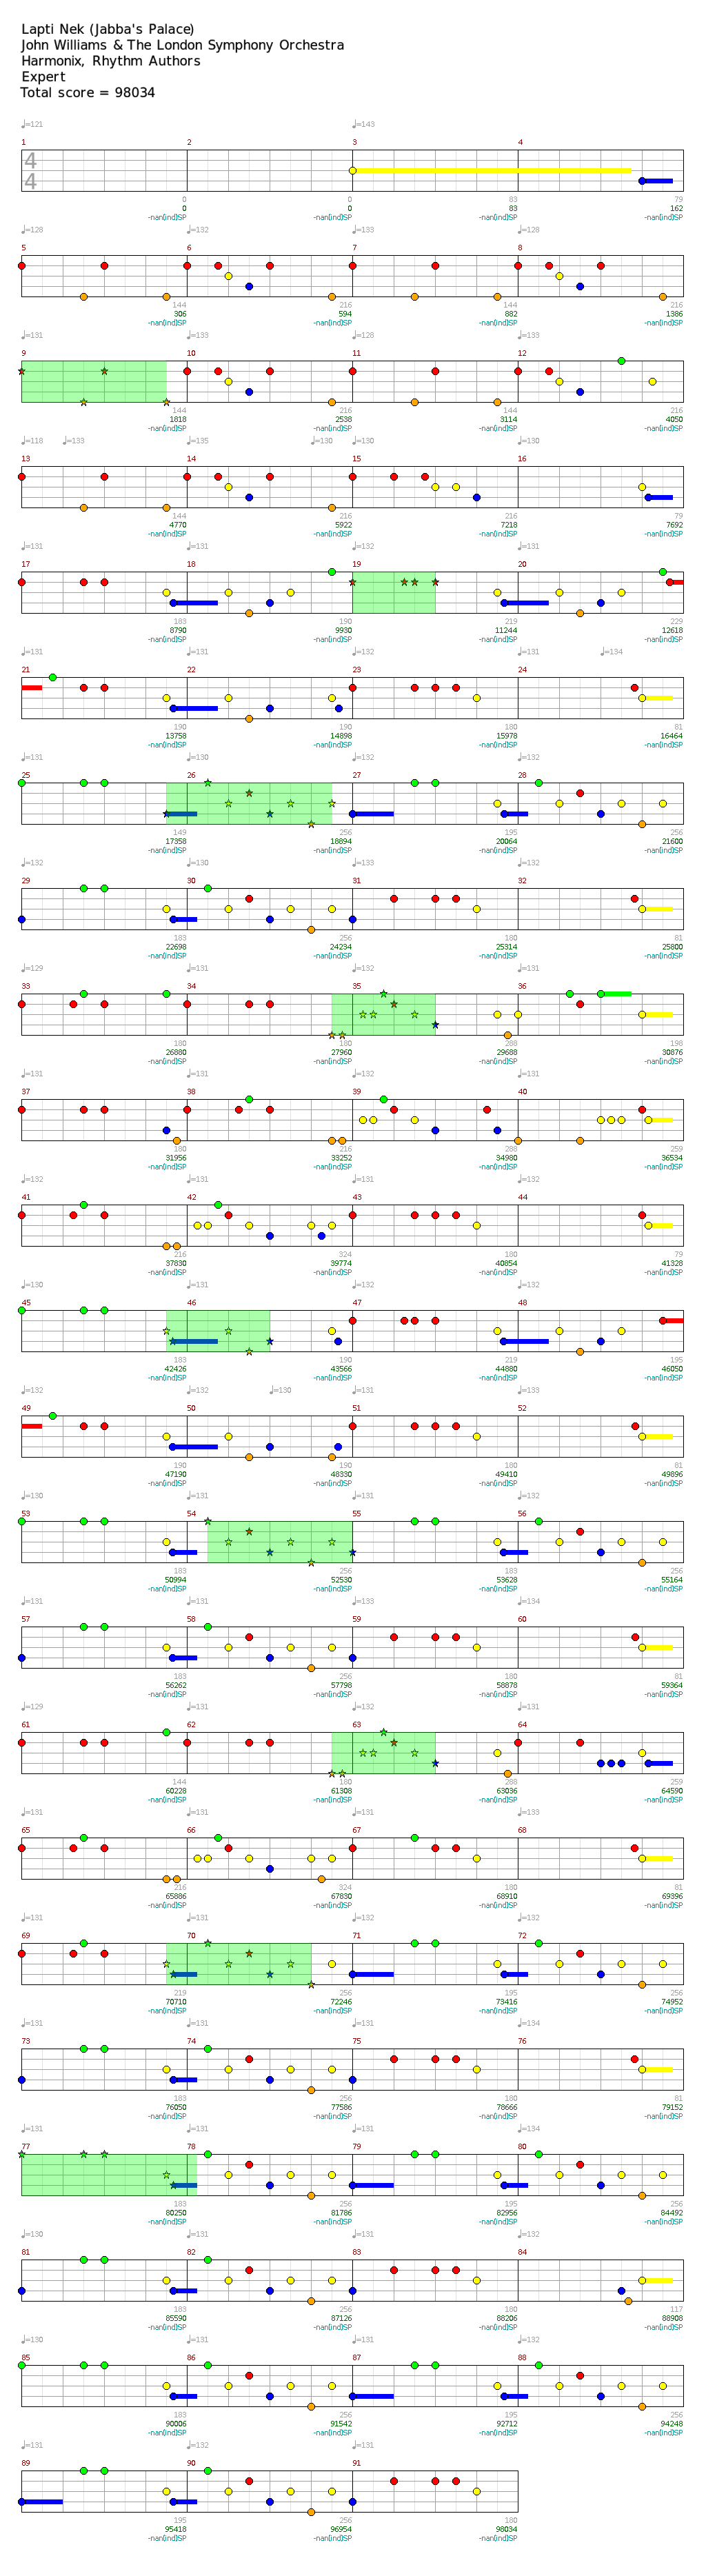 Lapti Nek (Jabba's Palace)
John Williams & The London Symphony Orchestra
Harmonix, Rhythm Authors
Expert
Total score = 98034
♩=121 ♩=143
1 2 3 4
4
4
0 0 83 79
0 0 83 162
-nan(ind)SP -nan(ind)SP -nan(ind)SP -nan(ind)SP
♩=128 ♩=132 ♩=133 ♩=128
5 6 7 8
144 216 144 216
306 594 882 1386
-nan(ind)SP -nan(ind)SP -nan(ind)SP -nan(ind)SP
♩=131 ♩=133 ♩=128 ♩=133
9 10 11 12
144 216 144 216
1818 2538 3114 4050
-nan(ind)SP -nan(ind)SP -nan(ind)SP -nan(ind)SP
♩=118 ♩=133 ♩=135 ♩=130 ♩=130 ♩=130
13 14 15 16
144 216 216 79
4770 5922 7218 7692
-nan(ind)SP -nan(ind)SP -nan(ind)SP -nan(ind)SP
♩=131 ♩=131 ♩=132 ♩=131
17 18 19 20
183 190 219 229
8790 9930 11244 12618
-nan(ind)SP -nan(ind)SP -nan(ind)SP -nan(ind)SP
♩=131 ♩=131 ♩=132 ♩=131 ♩=134
21 22 23 24
190 190 180 81
13758 14898 15978 16464
-nan(ind)SP -nan(ind)SP -nan(ind)SP -nan(ind)SP
♩=131 ♩=130 ♩=132 ♩=132
25 26 27 28
149 256 195 256
17358 18894 20064 21600
-nan(ind)SP -nan(ind)SP -nan(ind)SP -nan(ind)SP
♩=132 ♩=130 ♩=133 ♩=132
29 30 31 32
183 256 180 81
22698 24234 25314 25800
-nan(ind)SP -nan(ind)SP -nan(ind)SP -nan(ind)SP
♩=129 ♩=131 ♩=132 ♩=131
33 34 35 36
180 180 288 198
26880 27960 29688 30876
-nan(ind)SP -nan(ind)SP -nan(ind)SP -nan(ind)SP
♩=131 ♩=131 ♩=131 ♩=131
37 38 39 40
180 216 288 259
31956 33252 34980 36534
-nan(ind)SP -nan(ind)SP -nan(ind)SP -nan(ind)SP
♩=132 ♩=131 ♩=131 ♩=132
41 42 43 44
216 324 180 79
37830 39774 40854 41328
-nan(ind)SP -nan(ind)SP -nan(ind)SP -nan(ind)SP
♩=130 ♩=131 ♩=132 ♩=132
45 46 47 48
183 190 219 195
42426 43566 44880 46050
-nan(ind)SP -nan(ind)SP -nan(ind)SP -nan(ind)SP
♩=132 ♩=132 ♩=130 ♩=131 ♩=133
49 50 51 52
190 190 180 81
47190 48330 49410 49896
-nan(ind)SP -nan(ind)SP -nan(ind)SP -nan(ind)SP
♩=130 ♩=131 ♩=131 ♩=132
53 54 55 56
183 256 183 256
50994 52530 53628 55164
-nan(ind)SP -nan(ind)SP -nan(ind)SP -nan(ind)SP
♩=131 ♩=131 ♩=133 ♩=134
57 58 59 60
183 256 180 81
56262 57798 58878 59364
-nan(ind)SP -nan(ind)SP -nan(ind)SP -nan(ind)SP
♩=129 ♩=131 ♩=132 ♩=131
61 62 63 64
144 180 288 259
60228 61308 63036 64590
-nan(ind)SP -nan(ind)SP -nan(ind)SP -nan(ind)SP
♩=131 ♩=131 ♩=131 ♩=133
65 66 67 68
216 324 180 81
65886 67830 68910 69396
-nan(ind)SP -nan(ind)SP -nan(ind)SP -nan(ind)SP
♩=131 ♩=131 ♩=132 ♩=132
69 70 71 72
219 256 195 256
70710 72246 73416 74952
-nan(ind)SP -nan(ind)SP -nan(ind)SP -nan(ind)SP
♩=131 ♩=131 ♩=131 ♩=134
73 74 75 76
183 256 180 81
76050 77586 78666 79152
-nan(ind)SP -nan(ind)SP -nan(ind)SP -nan(ind)SP
♩=131 ♩=131 ♩=131 ♩=134
77 78 79 80
183 256 195 256
80250 81786 82956 84492
-nan(ind)SP -nan(ind)SP -nan(ind)SP -nan(ind)SP
♩=130 ♩=131 ♩=131 ♩=132
81 82 83 84
183 256 180 117
85590 87126 88206 88908
-nan(ind)SP -nan(ind)SP -nan(ind)SP -nan(ind)SP
♩=130 ♩=131 ♩=131 ♩=132
85 86 87 88
183 256 195 256
90006 91542 92712 94248
-nan(ind)SP -nan(ind)SP -nan(ind)SP -nan(ind)SP
♩=131 ♩=132 ♩=131
89 90 91
195 256 180
95418 96954 98034
-nan(ind)SP -nan(ind)SP -nan(ind)SP